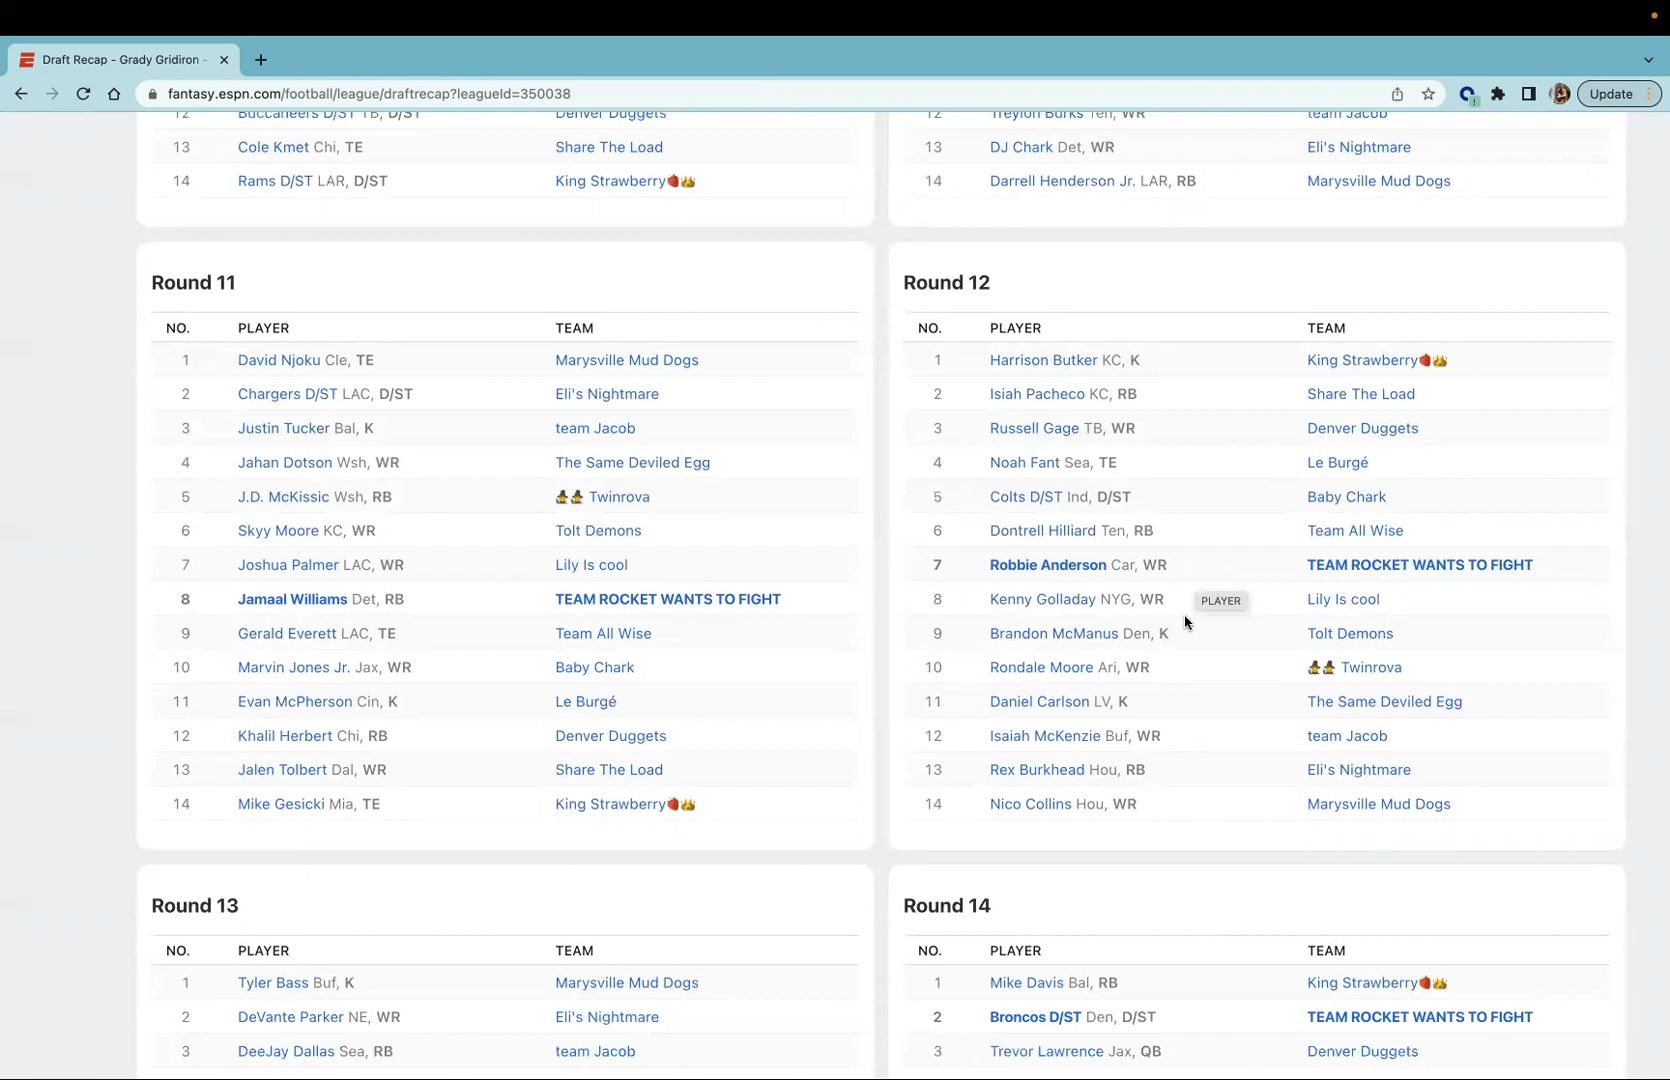 Draft Recap - Grady Gridiron -
fantasy.espn.com/football/league/draftrecap?leagueId=350038
Update
12 Buccaneers D/ST TB, D/ST Denver Duggets
13 Cole Kmet Chi, TE Share The Load
14 Rams D/ST LAR, D/ST King Strawberry🍓👑
12 Treylon Burks Ten, WR team Jacob
13 DJ Chark Det, WR Eli's Nightmare
14 Darrell Henderson Jr. LAR, RB Marysville Mud Dogs
Round 11
NO. PLAYER TEAM
1 David Njoku Cle, TE Marysville Mud Dogs
2 Chargers D/ST LAC, D/ST Eli's Nightmare
3 Justin Tucker Bal, K team Jacob
4 Jahan Dotson Wsh, WR The Same Deviled Egg
5 J.D. McKissic Wsh, RB Twinrova
6 Skyy Moore KC, WR Tolt Demons
7 Joshua Palmer LAC, WR Lily Is cool
8 Jamaal Williams Det, RB TEAM ROCKET WANTS TO FIGHT
9 Gerald Everett LAC, TE Team All Wise
10 Marvin Jones Jr. Jax, WR Baby Chark
11 Evan McPherson Cin, K Le Burgé
12 Khalil Herbert Chi, RB Denver Duggets
13 Jalen Tolbert Dal, WR Share The Load
14 Mike Gesicki Mia, TE King Strawberry🍓👑
Round 12
NO. PLAYER TEAM
1 Harrison Butker KC, K King Strawberry🍓👑
2 Isiah Pacheco KC, RB Share The Load
3 Russell Gage TB, WR Denver Duggets
4 Noah Fant Sea, TE Le Burgé
5 Colts D/ST Ind, D/ST Baby Chark
6 Dontrell Hilliard Ten, RB Team All Wise
7 Robbie Anderson Car, WR TEAM ROCKET WANTS TO FIGHT
8 Kenny Golladay NYG, WR Lily Is cool
PLAYER
9 Brandon McManus Den, K Tolt Demons
10 Rondale Moore Ari, WR Twinrova
11 Daniel Carlson LV, K The Same Deviled Egg
12 Isaiah McKenzie Buf, WR team Jacob
13 Rex Burkhead Hou, RB Eli's Nightmare
14 Nico Collins Hou, WR Marysville Mud Dogs
Round 13
NO. PLAYER TEAM
1 Tyler Bass Buf, K Marysville Mud Dogs
2 DeVante Parker NE, WR Eli's Nightmare
3 DeeJay Dallas Sea, RB team Jacob
Round 14
NO. PLAYER TEAM
1 Mike Davis Bal, RB King Strawberry🍓👑
2 Broncos D/ST Den, D/ST TEAM ROCKET WANTS TO FIGHT
3 Trevor Lawrence Jax, QB Denver Duggets